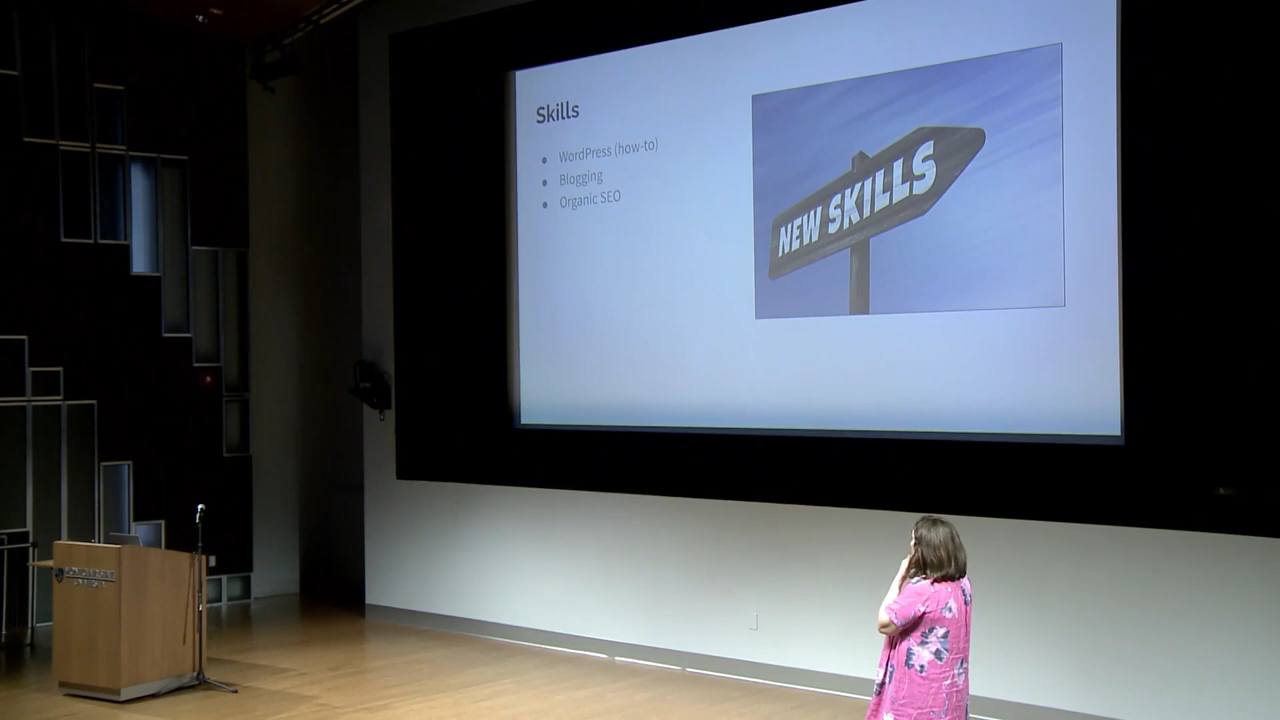 Skills
● WordPress (how-to)
● Blogging
● Organic SEO
NEW SKILLS